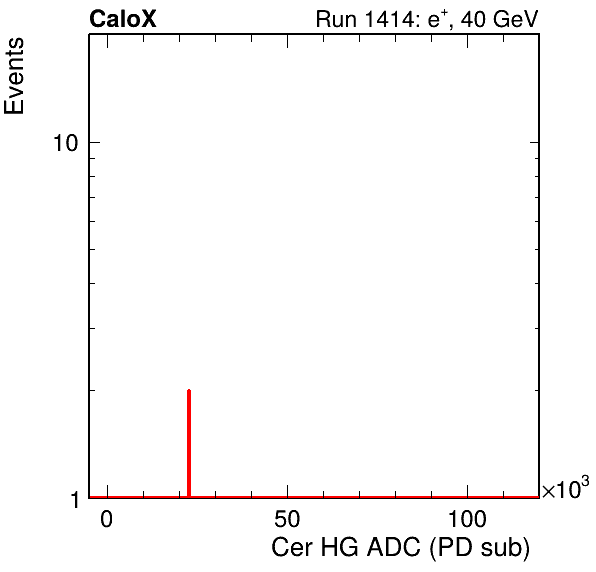 CaloX Run 1414: e⁺, 40 GeV
Events
10
1
0 50 100 ×10³
Cer HG ADC (PD sub)